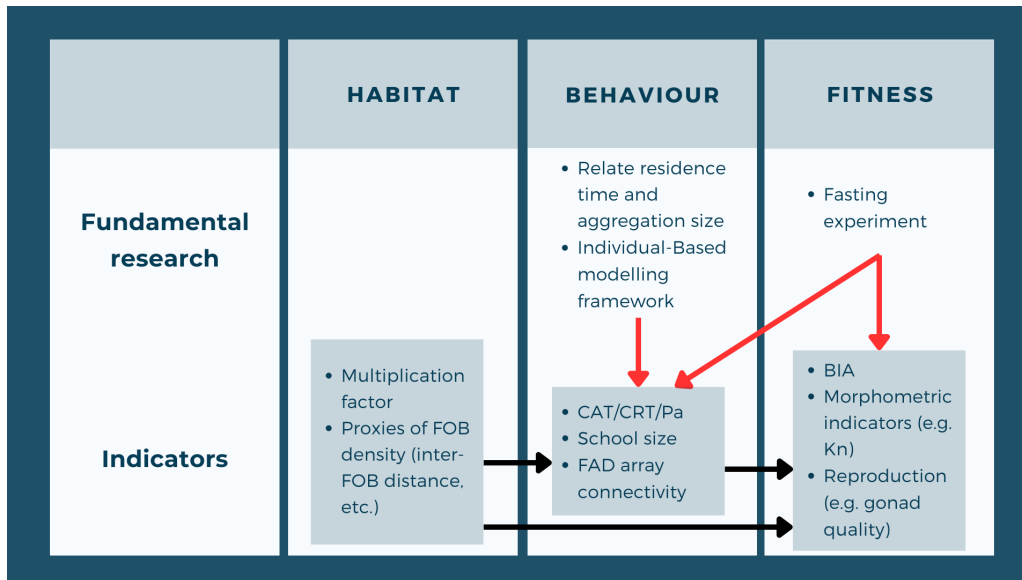 HABITAT
BEHAVIOUR
FITNESS
Fundamental
research
• Relate residence
time and
aggregation size
• Individual-Based
modelling
framework
• Fasting
experiment
Indicators
• Multiplication
factor
• Proxies of FOB
density (inter-
FOB distance,
etc.)
• CAT/CRT/Pa
• School size
• FAD array
connectivity
• BIA
• Morphometric
indicators (e.g.
Kn)
• Reproduction
(e.g. gonad
quality)